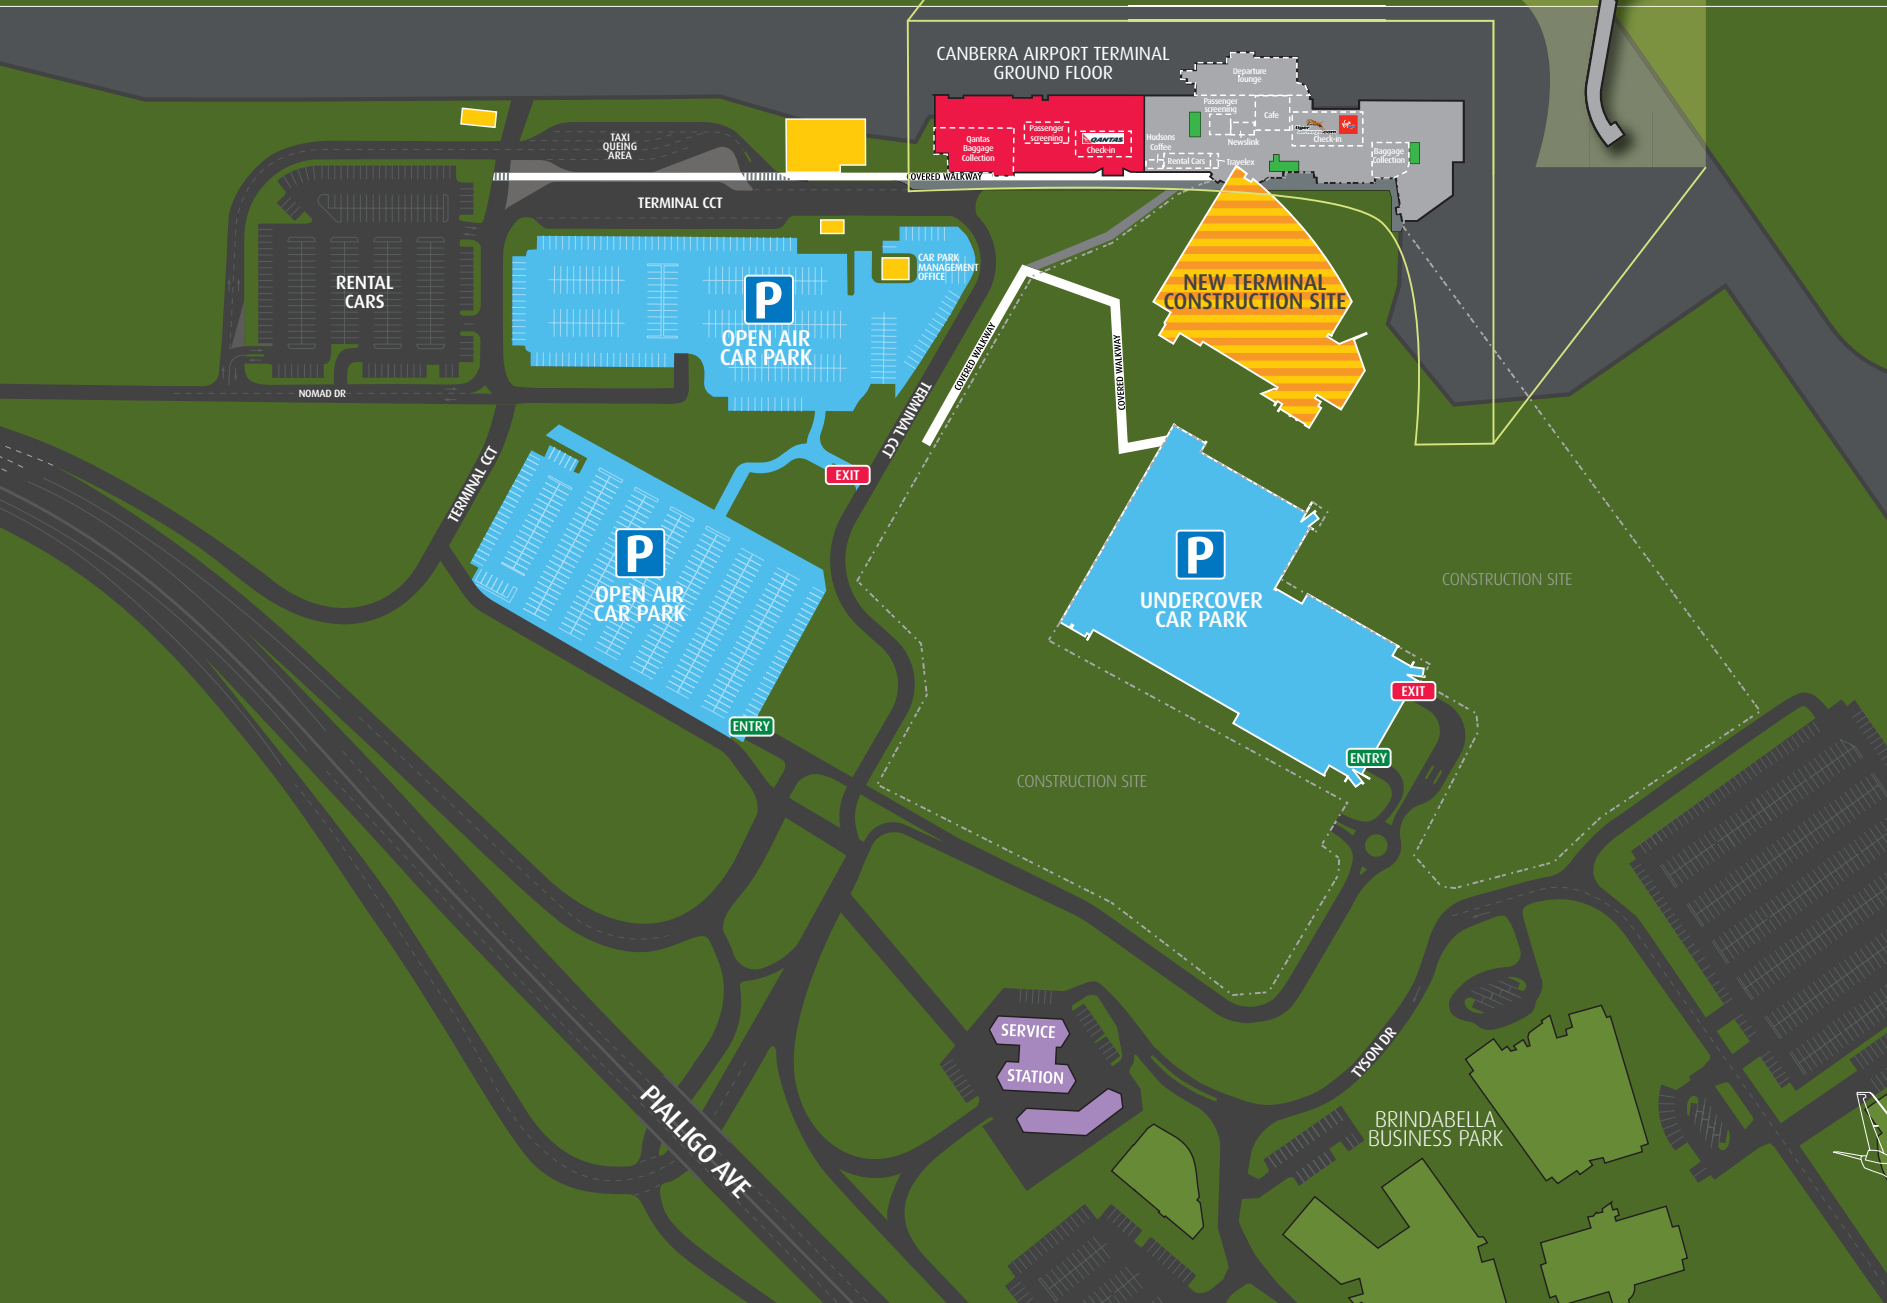 CANBERRA AIRPORT TERMINAL
GROUND FLOOR
Departure
lounge
Passenger
screening
Cafe
Newslink
Hudsons
Coffee
Rental Cars
Travelex
Tiger
Check-in
Baggage
Collection
Qantas
Baggage
Collection
Passenger
screening
QANTAS
Check-in
TAXI
QUEING
AREA
COVERED WALKWAY
TERMINAL CCT
RENTAL
CARS
CAR PARK
MANAGEMENT
OFFICE
P
OPEN AIR
CAR PARK
NEW TERMINAL
CONSTRUCTION SITE
COVERED WALKWAY
COVERED WALKWAY
NOMAD DR
TERMINAL CCT
TERMINAL CCT
EXIT
P
OPEN AIR
CAR PARK
P
UNDERCOVER
CAR PARK
CONSTRUCTION SITE
EXIT
ENTRY
ENTRY
CONSTRUCTION SITE
SERVICE
STATION
TYSON DR
PIALLIGO AVE
BRINDABELLA
BUSINESS PARK